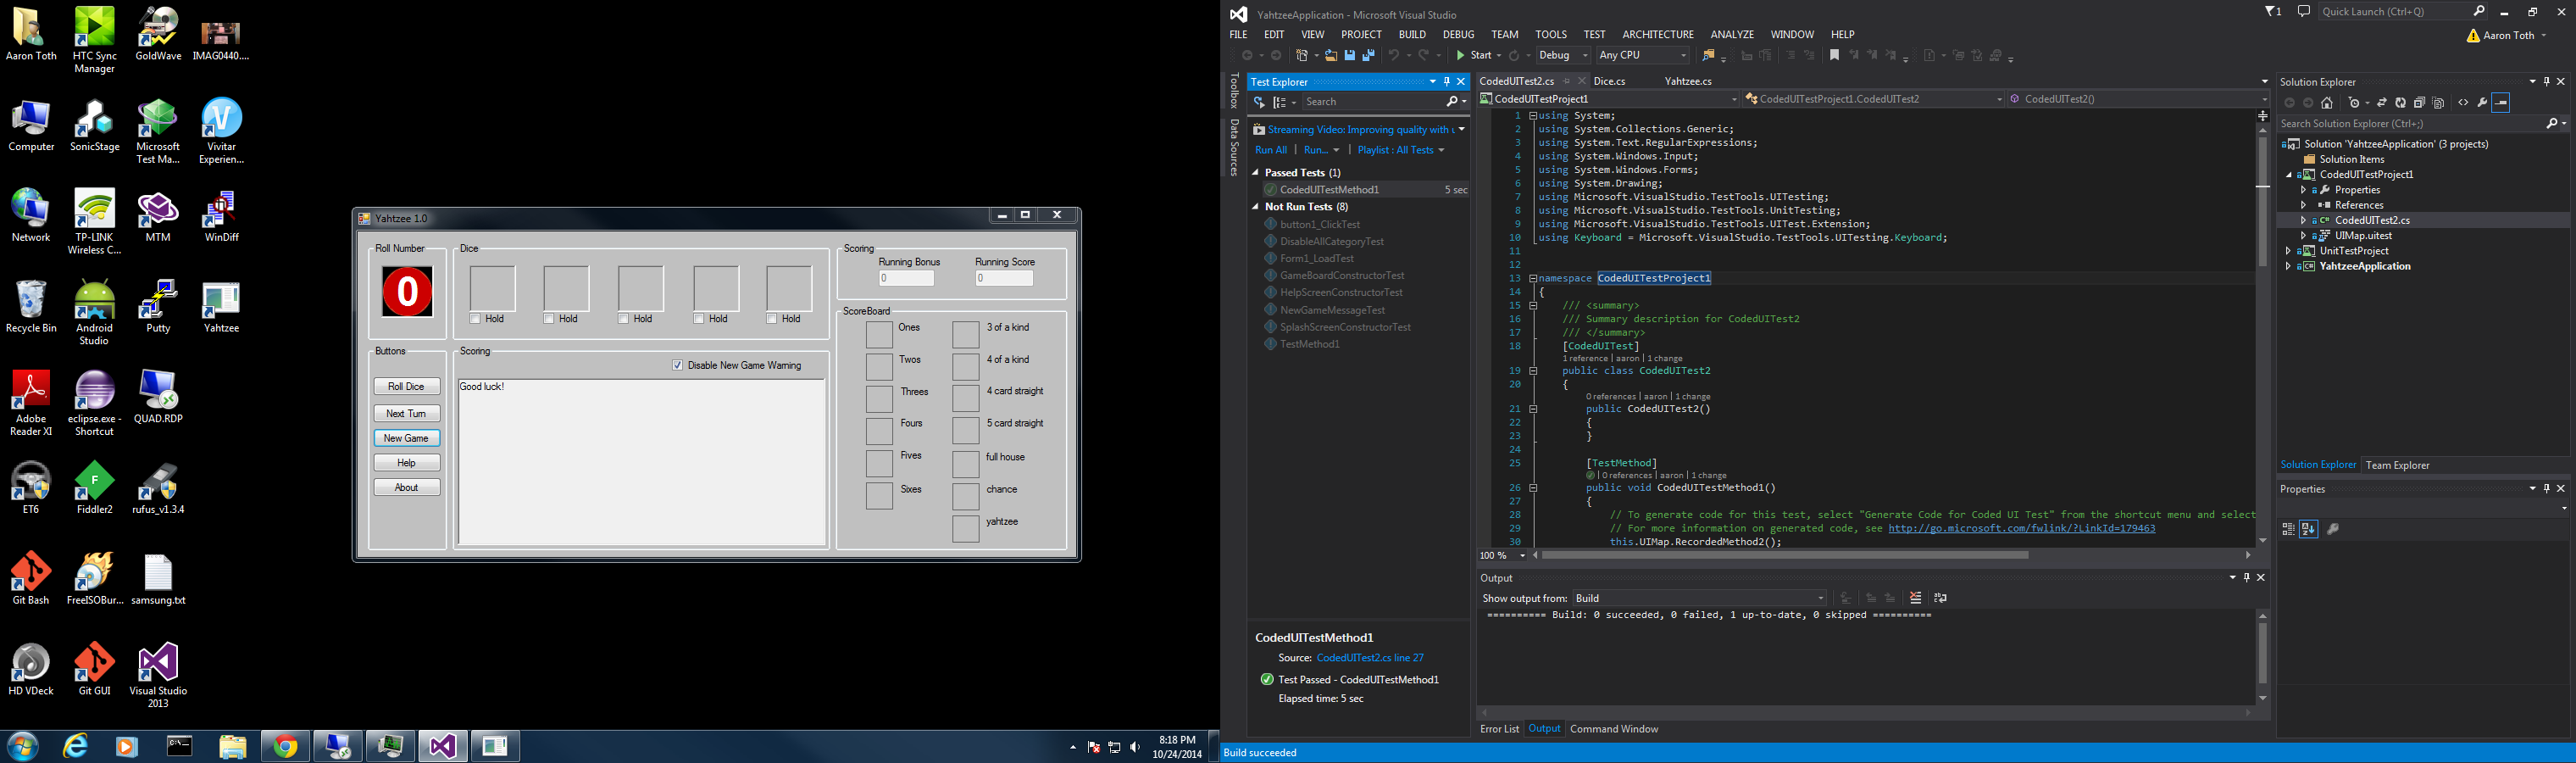 Aaron Toth
HTC Sync Manager
GoldWave
IMAG0440....
Computer
SonicStage
Microsoft Test Ma...
Vivitar Experien...
Network
TP-LINK Wireless C...
MTM
WinDiff
Recycle Bin
Android Studio
Putty
Yahtzee
Adobe Reader XI
eclipse.exe - Shortcut
QUAD.RDP
ET6
Fiddler2
rufus_v1.3.4
Git Bash
FreeISOBur...
samsung.txt
HD VDeck
Git GUI
Visual Studio 2013
Yahtzee 1.0
Roll Number
0
Dice
Hold
Hold
Hold
Hold
Hold
Scoring
Running Bonus
Running Score
0
0
Buttons
Roll Dice
Next Turn
New Game
Help
About
Scoring
Disable New Game Warning
Good luck!
ScoreBoard
Ones
3 of a kind
Twos
4 of a kind
Threes
4 card straight
Fours
5 card straight
Fives
full house
Sixes
chance
yahtzee
8:18 PM
10/24/2014
YahtzeeApplication - Microsoft Visual Studio
1
Quick Launch (Ctrl+Q)
FILE EDIT VIEW PROJECT BUILD DEBUG TEAM TOOLS TEST ARCHITECTURE ANALYZE WINDOW HELP
Aaron Toth
Start
Debug
Any CPU
Toolbox
Data Sources
Test Explorer
Search
Streaming Video: Improving quality with u
Run All | Run... | Playlist : All Tests
Passed Tests (1)
CodedUITestMethod1 5 sec
Not Run Tests (8)
button1_ClickTest
DisableAllCategoryTest
Form1_LoadTest
GameBoardConstructorTest
HelpScreenConstructorTest
NewGameMessageTest
SplashScreenConstructorTest
TestMethod1
CodedUITestMethod1
Source: CodedUITest2.cs line 27
Test Passed - CodedUITestMethod1
Elapsed time: 5 sec
CodedUITest2.cs Dice.cs Yahtzee.cs
CodedUITestProject1 CodedUITestProject1.CodedUITest2 CodedUITest2()
1 using System;
2 using System.Collections.Generic;
3 using System.Text.RegularExpressions;
4 using System.Windows.Input;
5 using System.Windows.Forms;
6 using System.Drawing;
7 using Microsoft.VisualStudio.TestTools.UITesting;
8 using Microsoft.VisualStudio.TestTools.UnitTesting;
9 using Microsoft.VisualStudio.TestTools.UITest.Extension;
10 using Keyboard = Microsoft.VisualStudio.TestTools.UITesting.Keyboard;
11
12
13 namespace CodedUITestProject1
14 {
15 /// <summary>
16 /// Summary description for CodedUITest2
17 /// </summary>
18 [CodedUITest]
1 reference | aaron | 1 change
19 public class CodedUITest2
20 {
0 references | aaron | 1 change
21 public CodedUITest2()
22 {
23 }
24
25 [TestMethod]
| 0 references | aaron | 1 change
26 public void CodedUITestMethod1()
27 {
28 // To generate code for this test, select "Generate Code for Coded UI Test" from the shortcut menu and select
29 // For more information on generated code, see http://go.microsoft.com/fwlink/?LinkId=179463
30 this.UIMap.RecordedMethod2();
100 %
Output
Show output from: Build
========== Build: 0 succeeded, 0 failed, 1 up-to-date, 0 skipped ==========
Error List Output Command Window
Build succeeded
Solution Explorer
Search Solution Explorer (Ctrl+;)
Solution 'YahtzeeApplication' (3 projects)
Solution Items
CodedUITestProject1
Properties
References
CodedUITest2.cs
UIMap.uitest
UnitTestProject
YahtzeeApplication
Solution Explorer Team Explorer
Properties